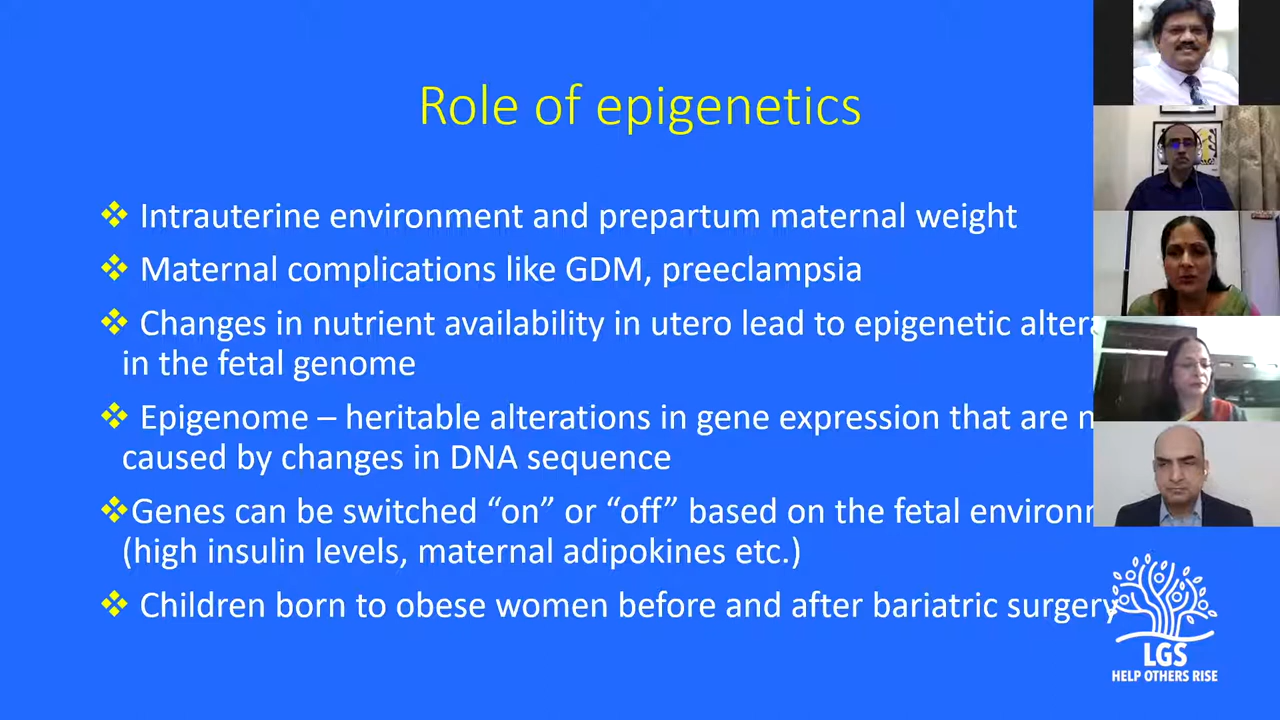 Role of epigenetics
❖ Intrauterine environment and prepartum maternal weight
❖ Maternal complications like GDM, preeclampsia
❖ Changes in nutrient availability in utero lead to epigenetic
in the fetal genome
❖ Epigenome – heritable alterations in gene expression that are
caused by changes in DNA sequence
❖Genes can be switched “on” or “off” based on the fetal
(high insulin levels, maternal adipokines etc.)
❖ Children born to obese women before and after bariatric surgery
LGS
HELP OTHERS RISE